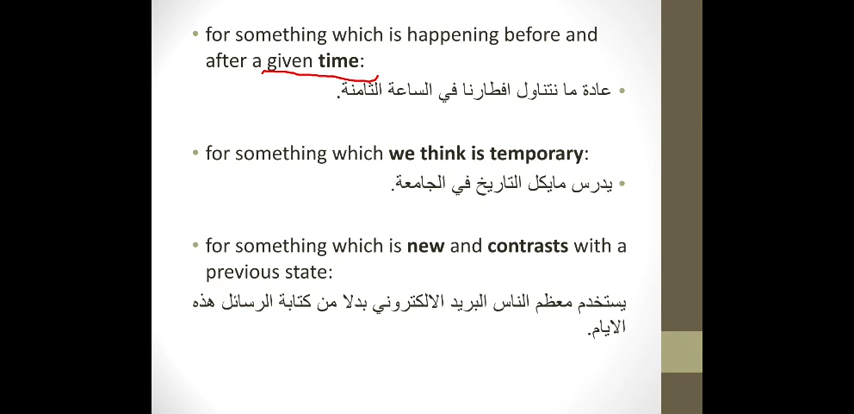 • for something which is happening before and
after a given time:
• عادة ما نتناول افطارنا في الساعة الثامنة.
• for something which we think is temporary:
• يدرس مايكل التاريخ في الجامعة.
• for something which is new and contrasts with a
previous state:
يستخدم معظم الناس البريد الالكتروني بدلا من كتابة الرسائل هذه
الايام.